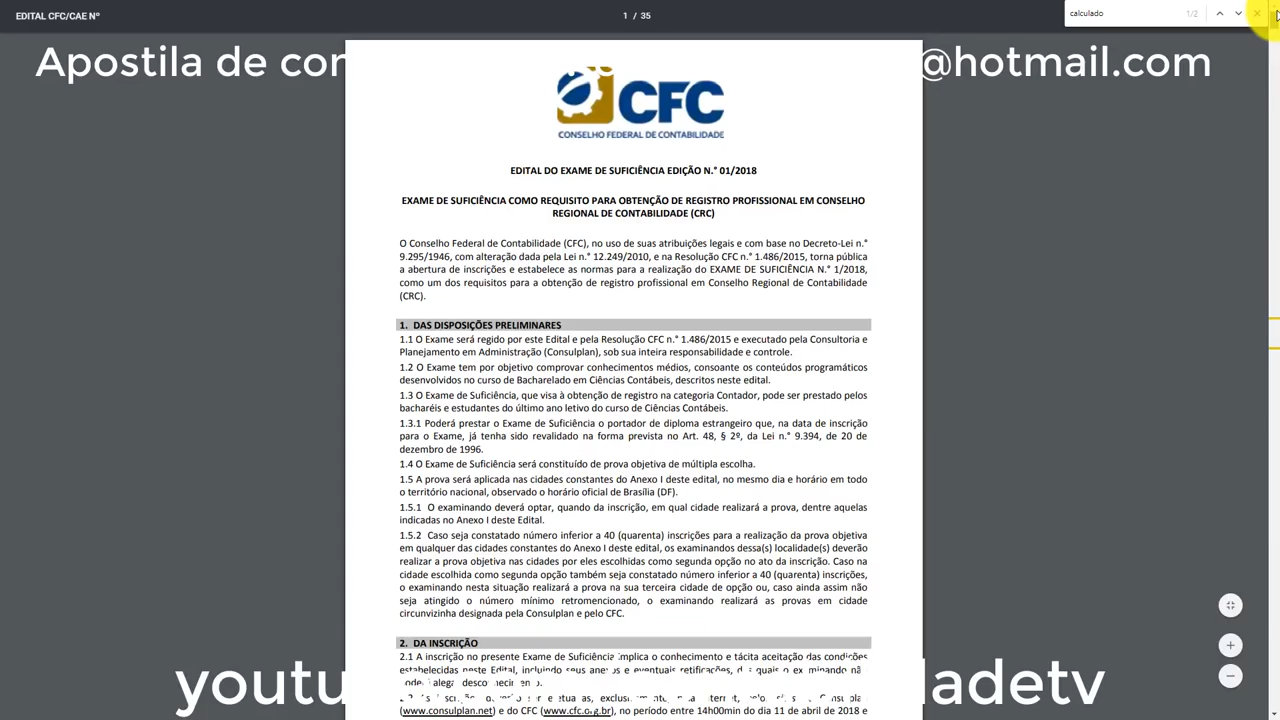 EDITAL CFC/CAE Nº
1 / 35
calculado
1/2
Apostila de con
@hotmail.com
CFC
CONSELHO FEDERAL DE CONTABILIDADE
EDITAL DO EXAME DE SUFICIÊNCIA EDIÇÃO N.° 01/2018
EXAME DE SUFICIÊNCIA COMO REQUISITO PARA OBTENÇÃO DE REGISTRO PROFISSIONAL EM CONSELHO
REGIONAL DE CONTABILIDADE (CRC)
O Conselho Federal de Contabilidade (CFC), no uso de suas atribuições legais e com base no Decreto-Lei n.°
9.295/1946, com alteração dada pela Lei n.° 12.249/2010, e na Resolução CFC n.° 1.486/2015, torna pública
a abertura de inscrições e estabelece as normas para a realização do EXAME DE SUFICIÊNCIA N.° 1/2018,
como um dos requisitos para a obtenção de registro profissional em Conselho Regional de Contabilidade
(CRC).
1. DAS DISPOSIÇÕES PRELIMINARES
1.1 O Exame será regido por este Edital e pela Resolução CFC n.° 1.486/2015 e executado pela Consultoria e
Planejamento em Administração (Consulplan), sob sua inteira responsabilidade e controle.
1.2 O Exame tem por objetivo comprovar conhecimentos médios, consoante os conteúdos programáticos
desenvolvidos no curso de Bacharelado em Ciências Contábeis, descritos neste edital.
1.3 O Exame de Suficiência, que visa à obtenção de registro na categoria Contador, pode ser prestado pelos
bacharéis e estudantes do último ano letivo do curso de Ciências Contábeis.
1.3.1 Poderá prestar o Exame de Suficiência o portador de diploma estrangeiro que, na data de inscrição
para o Exame, já tenha sido revalidado na forma prevista no Art. 48, § 2º, da Lei n.° 9.394, de 20 de
dezembro de 1996.
1.4 O Exame de Suficiência será constituído de prova objetiva de múltipla escolha.
1.5 A prova será aplicada nas cidades constantes do Anexo I deste edital, no mesmo dia e horário em todo
o território nacional, observado o horário oficial de Brasília (DF).
1.5.1 O examinando deverá optar, quando da inscrição, em qual cidade realizará a prova, dentre aquelas
indicadas no Anexo I deste Edital.
1.5.2 Caso seja constatado número inferior a 40 (quarenta) inscrições para a realização da prova objetiva
em qualquer das cidades constantes do Anexo I deste edital, os examinandos dessa(s) localidade(s) deverão
realizar a prova objetiva nas cidades por eles escolhidas como segunda opção no ato da inscrição. Caso na
cidade escolhida como segunda opção também seja constatado número inferior a 40 (quarenta) inscrições,
o examinando nesta situação realizará a prova na sua terceira cidade de opção ou, caso ainda assim não
seja atingido o número mínimo retromencionado, o examinando realizará as provas em cidade
circunvizinha designada pela Consulplan e pelo CFC.
2. DA INSCRIÇÃO
2.1 A inscrição no presente Exame de Suficiência implica o conhecimento e tácita aceitação das condições
estabelecidas neste Edital, incluindo seus anexos e eventuais retificações, das quais o examinando
(www.consulplan.net) e do CFC (www.cfc.org.br), no período entre 14h00min do dia 11 de abril de 2018 e
youtu
ladetv